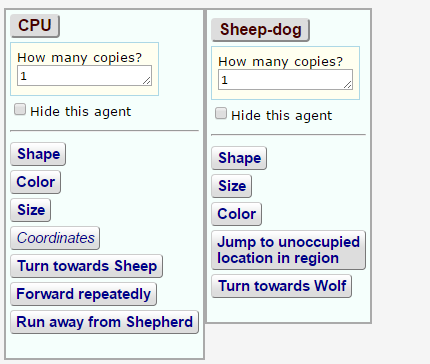 CPU
How many copies?
1
Hide this agent
Shape
Color
Size
Coordinates
Turn towards Sheep
Forward repeatedly
Run away from Shepherd
Sheep-dog
How many copies?
1
Hide this agent
Shape
Size
Color
Jump to unoccupied
location in region
Turn towards Wolf